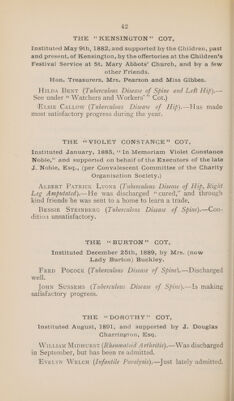 42
THE "KENSINGTON" COT,
Instituted May 9th, 1882, and supported by the Children, past
and present, of Kensington, by the offertories at the Children's
Festival Service at St. Mary Abbots' Church, and by a few
other Friends.
Hon. Treasurers, Mrs. Pearson and Miss Gibbes.
HILDA BENT (Tuberculous Disease of Spine and Left Hip).—
See under "Watchers and Workers" Cot.)
ELSIE CALLOW (Tuberculous Disease of Hip).—Has made
most satisfactory progress during the year.
THE "VIOLET CONSTANCE" COT,
Instituted January, 1885, "In Memoriam Violet Constance
Noble," and supported on behalf of the Executors of the late
J. Noble, Esq., (per Convalescent Committee of the Charity
Organisation Society.)
ALBERT PATRICK LYONS (Tuberculous Disease of Hip, Right
Leg Amputated).—He was discharged "cured," and through
kind friends he was sent to a home to learn a trade.
BESSIE STEINBERG (Tuberculous Disease of Spine).—Con-
dition unsatisfactory.
THE "BURTON" COT,
Instituted December 25th, 1889, by Mrs. (now
Lady Burton) Buckley.
FRED POCOCK (Tuberculous Disease of Spine).—Discharged
well.
JOHN SUSSEMS (Tuberculous Disease of Spine).—Is making
satisfactory progress.
THE "DOROTHY" COT,
Instituted August, 1891, and supported by J. Douglas
Charrington, Esq.
WILLIAM MIDHURST (Rheumatoid Arthritis).—Was discharged
in September, but has been re admitted.
EVELYN WELCH (Infantile Paralysis).—Just lately admitted.